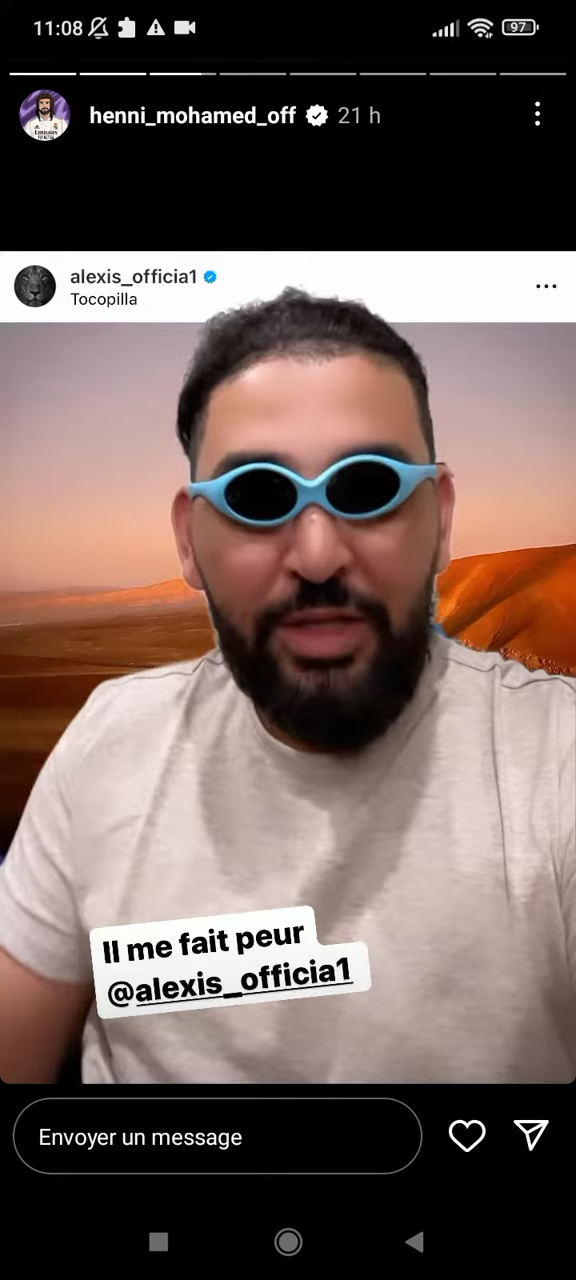 11:08
97
henni_mohamed_off 21 h
alexis_officia1
Tocopilla
Il me fait peur
@alexis_officia1
Envoyer un message